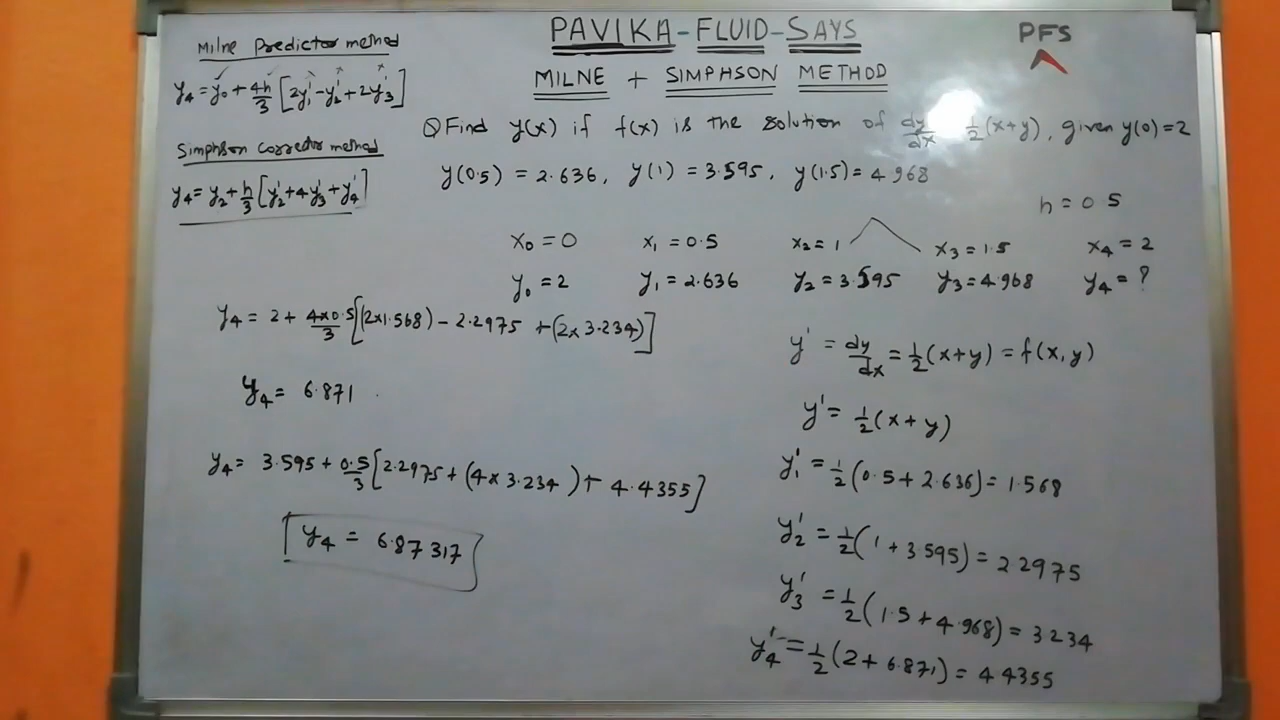 PAVIKA-FLUID-SAYS
PFS
MILNE + SIMPHSON METHOD
Milne Predictor method
y4 = y0 + 4h/3 [2y1' - y2' + 2y3']
Simphson corrector method
y4 = y2 + h/3 [y2' + 4y3' + y4']
Q Find y(x) if f(x) is the solution of dy/dx 1/2(x+y), given y(0)=2
y(0.5) = 2.636, y(1) = 3.595, y(1.5) = 4.968
h = 0.5
x0 = 0 x1 = 0.5 x2 = 1 x3 = 1.5 x4 = 2
y0 = 2 y1 = 2.636 y2 = 3.595 y3 = 4.968 y4 = ?
y4 = 2 + 4×0.5/3 [(2×1.568) - 2.2975 + (2×3.234)]
y4 = 6.871
y4 = 3.595 + 0.5/3 [2.2975 + (4×3.234) + 4.4355]
y4 = 6.87317
y' = dy/dx = 1/2(x+y) = f(x,y)
y' = 1/2(x+y)
y1' = 1/2(0.5+2.636) = 1.568
y2' = 1/2(1+3.595) = 2.2975
y3' = 1/2(1.5+4.968) = 3.234
y4' = 1/2(2+6.871) = 4.4355